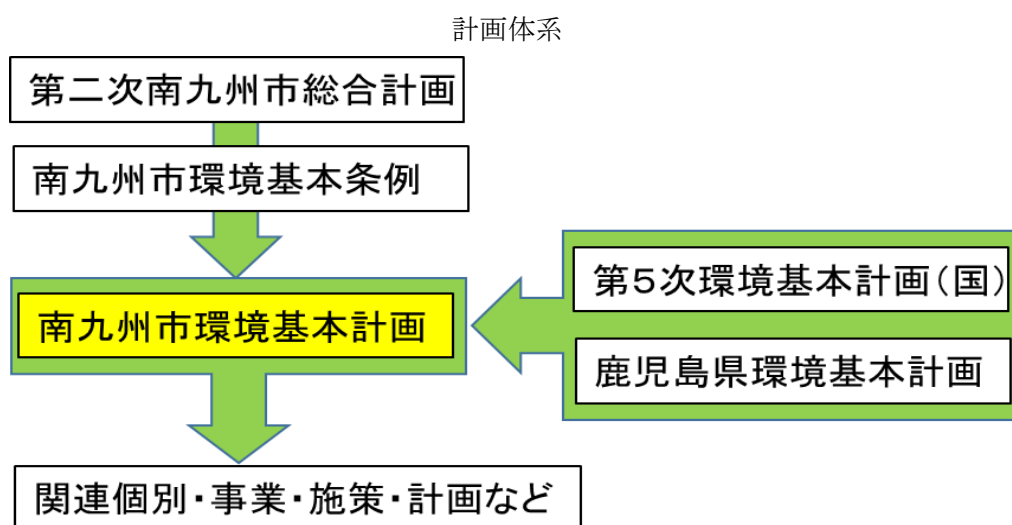 計画体系
第二次南九州市総合計画
南九州市環境基本条例
南九州市環境基本計画
第5次環境基本計画(国)
鹿児島県環境基本計画
関連個別・事業・施策・計画など